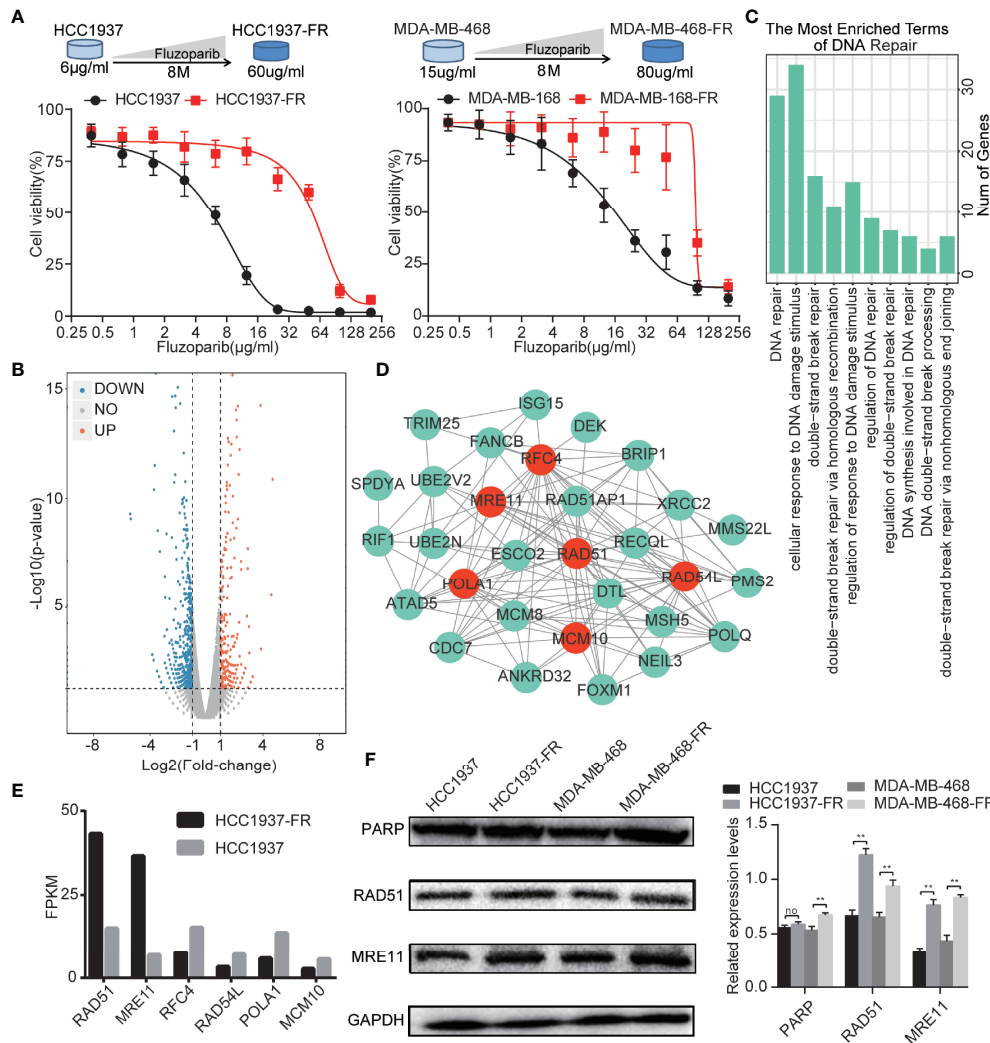 A
HCC1937
Fluzoparib
HCC1937-FR
6µg/ml
8M
60ug/ml
MDA-MB-468
Fluzoparib
MDA-MB-468-FR
15ug/ml
8M
80ug/ml
HCC1937
HCC1937-FR
Cell viability(%)
100
75
50
25
0
0.25 0.5 1 2 4 8 16 32 64 128 256
Fluzoparib(µg/ml)
MDA-MB-168
MDA-MB-168-FR
Cell viability(%)
100
75
50
25
0
0.25 0.5 1 2 4 8 16 32 64 128 256
Fluzoparib(µg/ml)
C
The Most Enriched Terms
of DNA Repair
Num of Genes
30
20
10
0
DNA repair
cellular response to DNA damage stimulus
double−strand break repair
double−strand break repair via homologous recombination
regulation of response to DNA damage stimulus
regulation of DNA repair
regulation of double−strand break repair
DNA synthesis involved in DNA repair
DNA double−strand break processing
double−strand break repair via nonhomologous end joining
B
DOWN
NO
UP
-Log10(p-value)
15
10
5
-8 -4 -1 1 4 8
Log2(Fold-change)
D
ISG15
TRIM25
DEK
FANCB
RFC4
BRIP1
SPDYA
UBE2V2
MRE11
RAD51AP1
XRCC2
MMS22L
RIF1
UBE2N
ESCO2
RAD51
RECQL
POLA1
RAD54L
PMS2
ATAD5
DTL
MCM8
MSH5
POLQ
CDC7
MCM10
NEIL3
ANKRD32
FOXM1
E
FPKM
50
25
0
HCC1937-FR
HCC1937
RAD51
MRE11
RFC4
RAD54L
POLA1
MCM10
F
HCC1937
HCC1937-FR
MDA-MB-468
MDA-MB-468-FR
PARP
RAD51
MRE11
GAPDH
HCC1937
MDA-MB-468
HCC1937-FR
MDA-MB-468-FF
Related expression levels
1.5
1.0
0.5
0.0
no
**
**
**
**
**
PARP
RAD51
MRE11